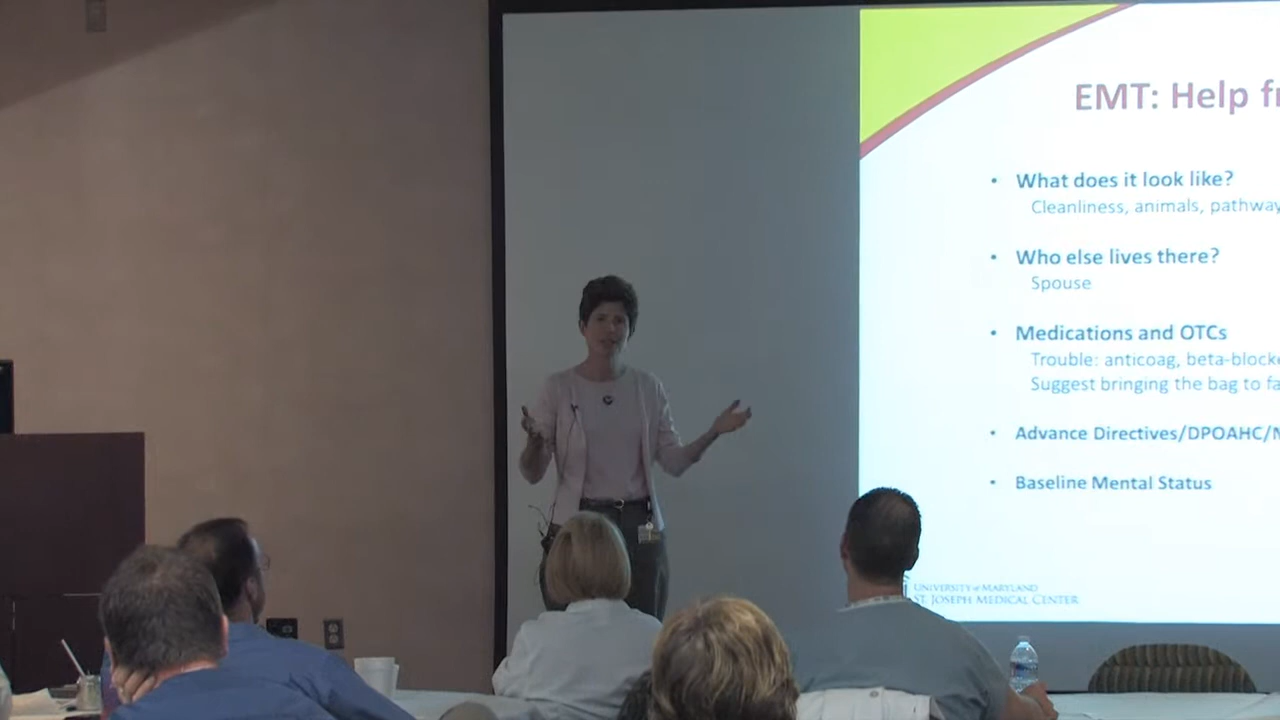 EMT: Help
• What does it look like?
Cleanliness, animals, pathway
• Who else lives there?
Spouse
• Medications and OTCs
Trouble: anticoag, beta-blocke
Suggest bringing the bag to fa
• Advance Directives/DPOAHC/
• Baseline Mental Status
UNIVERSITY of MARYLAND
ST. JOSEPH MEDICAL CENTER